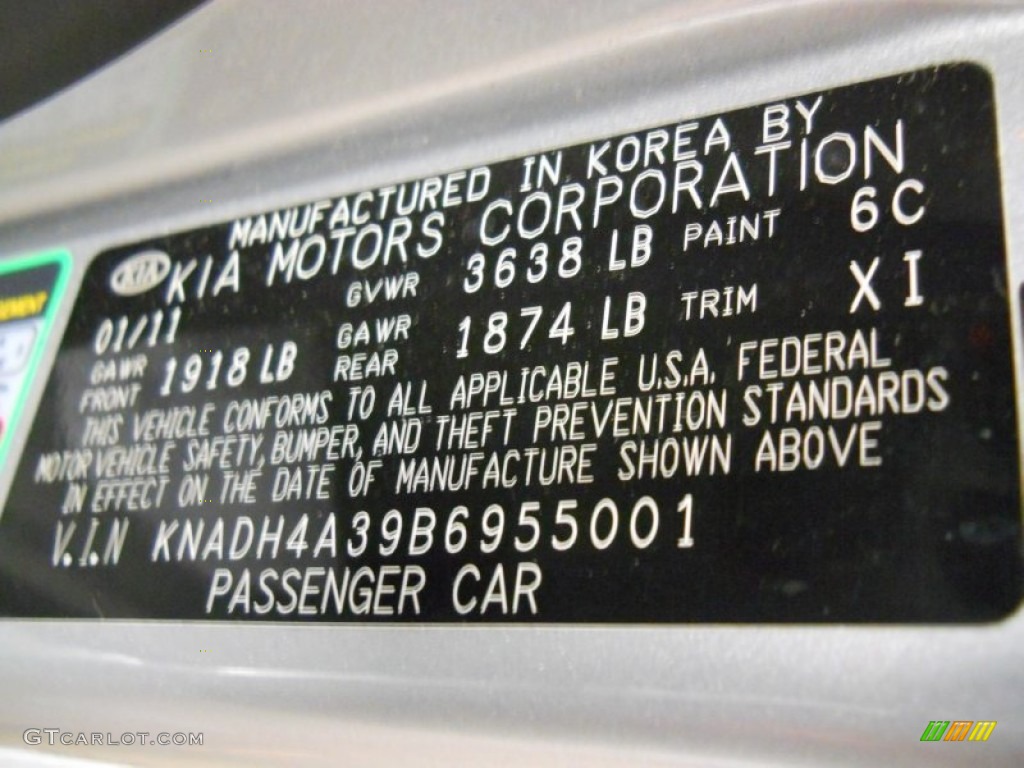 MANUFACTURED IN KOREA BY
KIA KIA MOTORS CORPORATION
01/11 GVWR 3638 LB PAINT 6C
GAWR FRONT 1918 LB GAWR REAR 1874 LB TRIM XI
THIS VEHICLE CONFORMS TO ALL APPLICABLE U.S.A. FEDERAL
MOTOR VEHICLE SAFETY, BUMPER, AND THEFT PREVENTION STANDARDS
IN EFFECT ON THE DATE OF MANUFACTURE SHOWN ABOVE
V.I.N KNADH4A39B6955001
PASSENGER CAR
GTCARLOT.COM